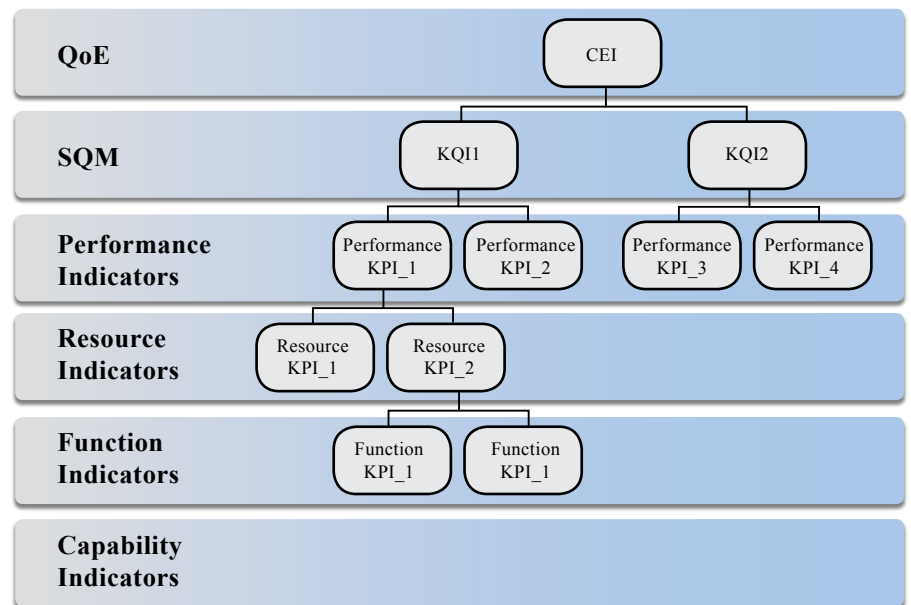 QoE
CEI
SQM
KQI1
KQI2
Performance
Indicators
Performance
KPI_1
Performance
KPI_2
Performance
KPI_3
Performance
KPI_4
Resource
Indicators
Resource
KPI_1
Resource
KPI_2
Function
Indicators
Function
KPI_1
Function
KPI_1
Capability
Indicators